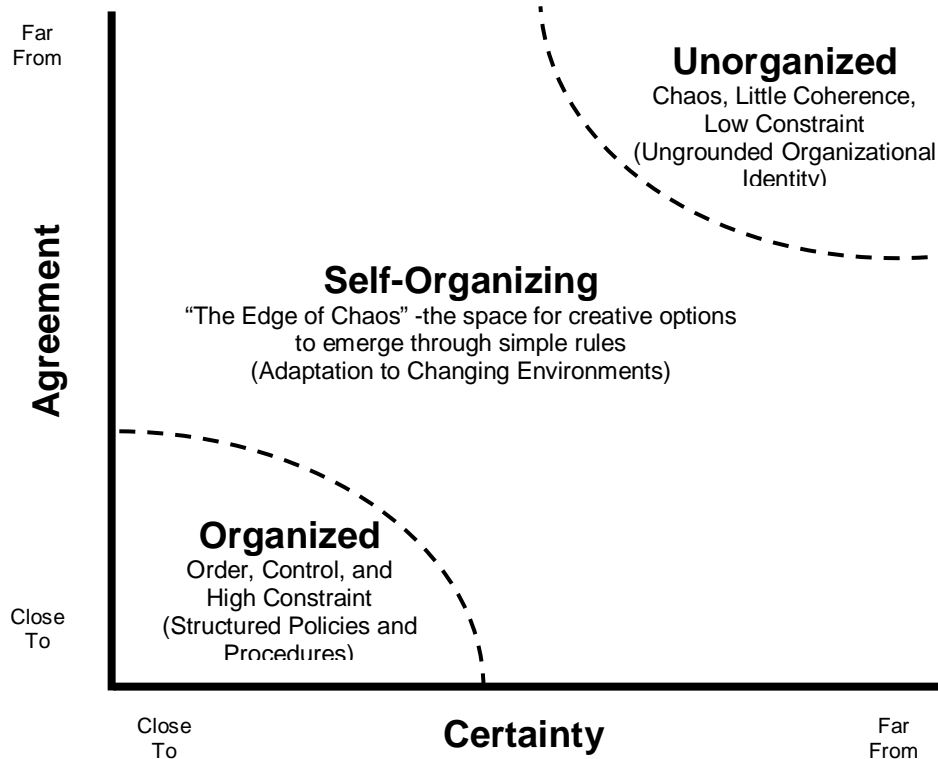 Far
From
Unorganized
Chaos, Little Coherence,
Low Constraint
(Ungrounded Organizational
Identity)
Agreement
Self-Organizing
“The Edge of Chaos” -the space for creative options
to emerge through simple rules
(Adaptation to Changing Environments)
Organized
Order, Control, and
High Constraint
(Structured Policies and
Procedures)
Close
To
Close
To
Certainty
Far
From